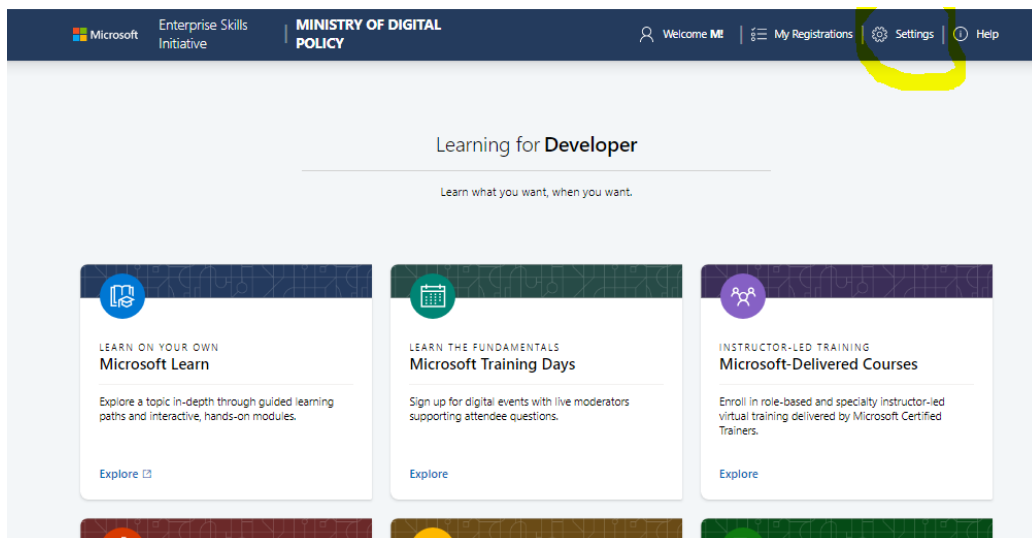 Microsoft
Enterprise Skills
Initiative
MINISTRY OF DIGITAL
POLICY
Welcome M!
My Registrations
Settings
Help
Learning for Developer
Learn what you want, when you want.
LEARN ON YOUR OWN
Microsoft Learn
Explore a topic in-depth through guided learning
paths and interactive, hands-on modules.
Explore
LEARN THE FUNDAMENTALS
Microsoft Training Days
Sign up for digital events with live moderators
supporting attendee questions.
Explore
INSTRUCTOR-LED TRAINING
Microsoft-Delivered Courses
Enroll in role-based and specialty instructor-led
virtual training delivered by Microsoft Certified
Trainers.
Explore